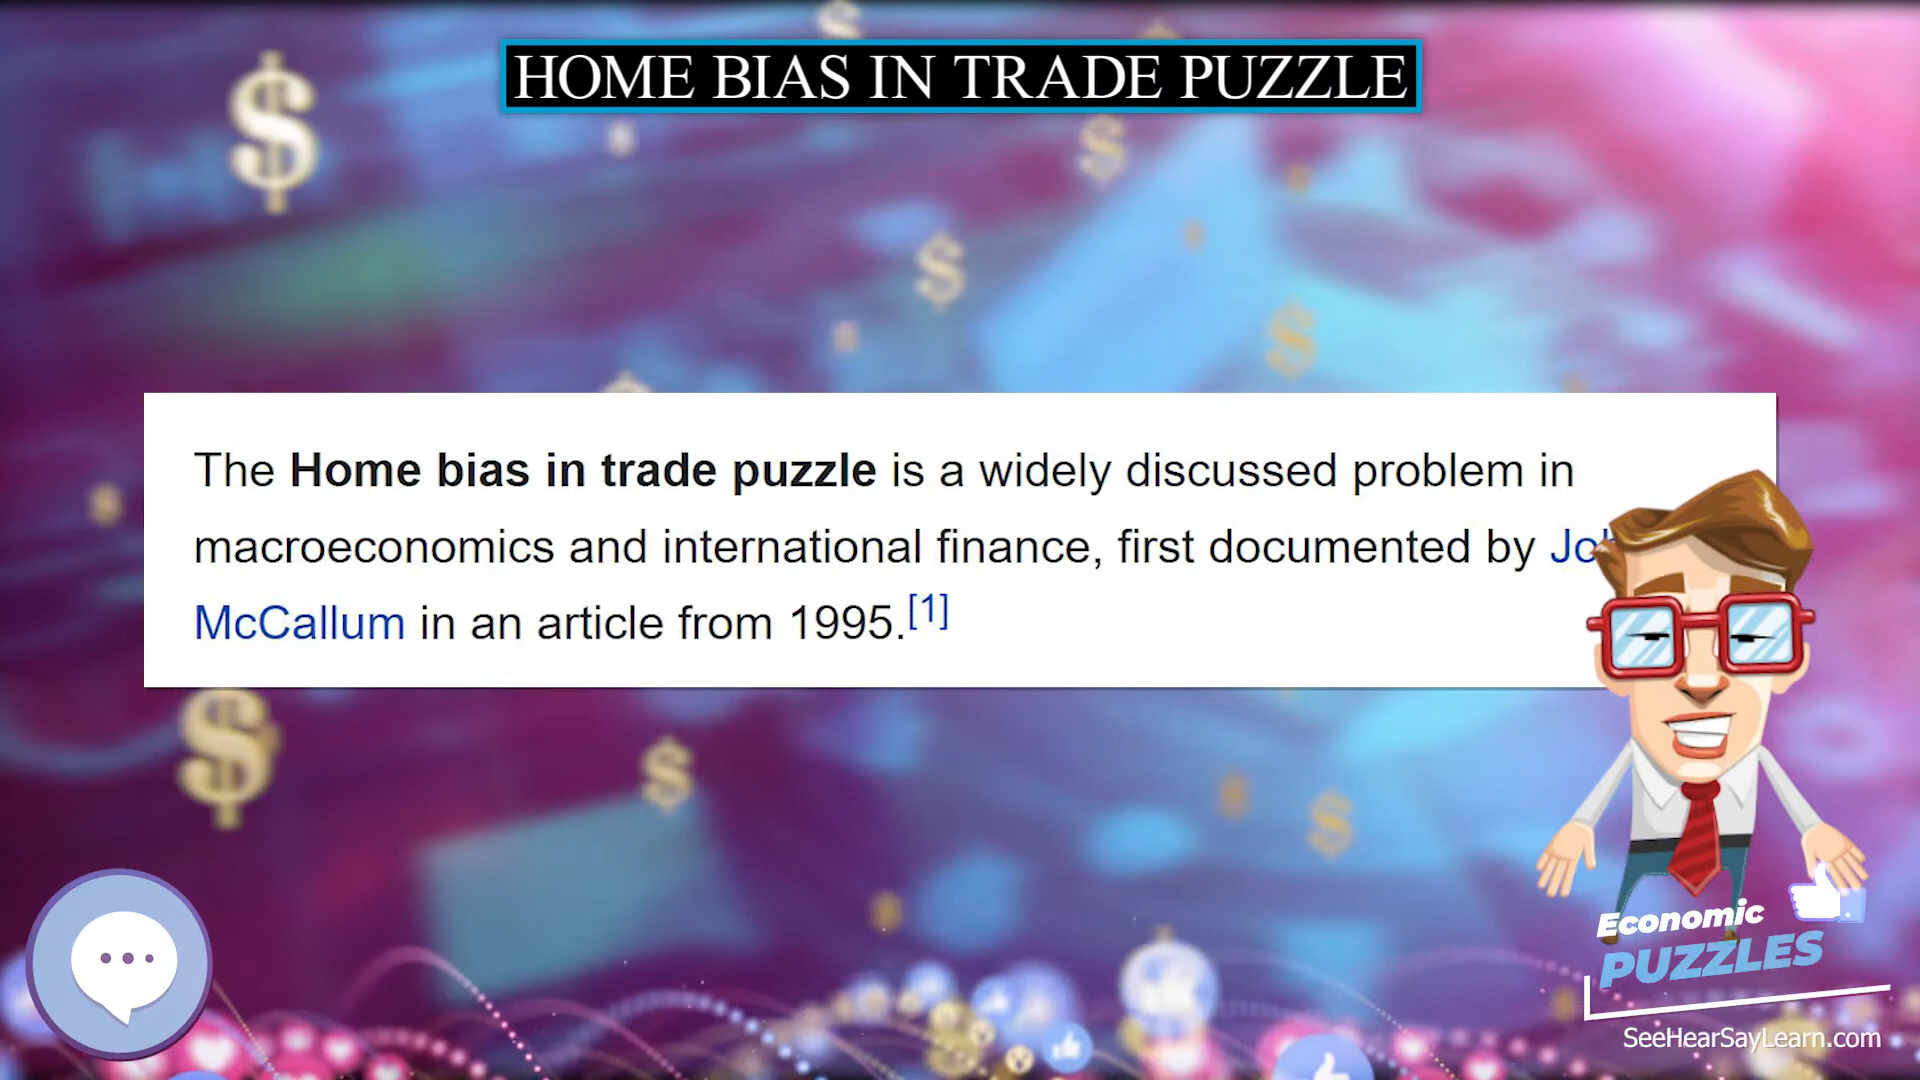 HOME BIAS IN TRADE PUZZLE
The Home bias in trade puzzle is a widely discussed problem in
macroeconomics and international finance, first documented by
McCallum in an article from 1995.[1]
Economic
PUZZLES
SeeHearSayLearn.com